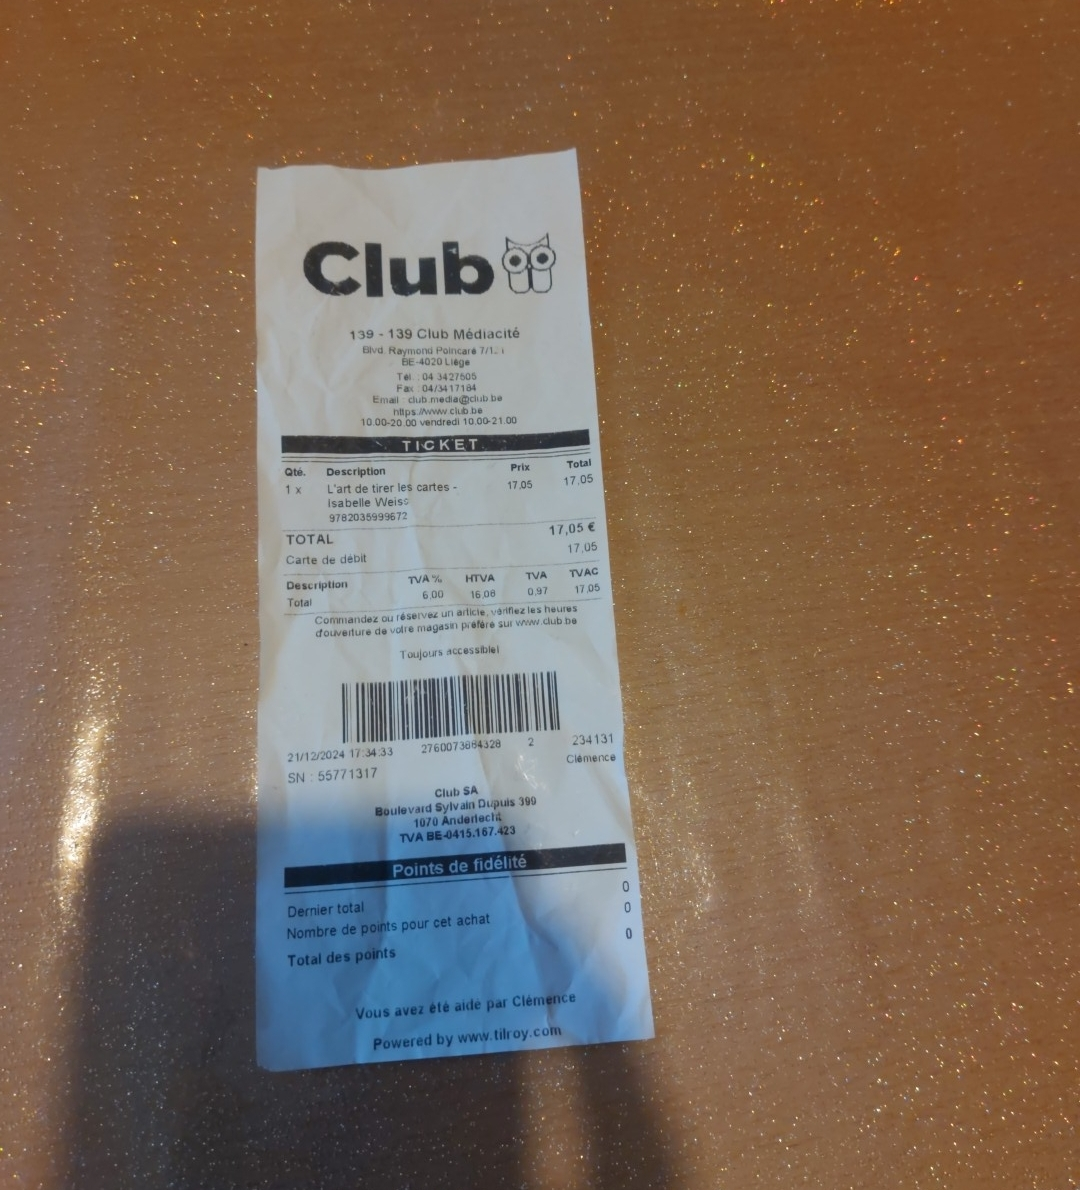 Club
139 - 139 Club Médiacité
Blvd. Raymond Poincaré
BE-4020 Liège
Tél. : 04 3427605
Fax : 04/3417184
Email : club.media@club.be
https://www.club.be
10.00-20.00 vendredi 10.00-21.00
TICKET
Qté. Description Prix Total
1 x L'art de tirer les cartes - 17,05 17,05
Isabelle Weiss
9782035999672
TOTAL 17,05 €
Carte de débit 17,05
Description TVA % HTVA TVA TVAC
Total 6,00 16,08 0,97 17,05
Commandez ou réservez un article, vérifiez les heures
d'ouverture de votre magasin préféré sur www.club.be
Toujours accessible!
21/12/2024 17:34:33 2760073864328 2 234131
Clémence
SN : 55771317
Club SA
Boulevard Sylvain Dupuis 399
1070 Anderlecht
TVA BE-0415.167.423
Points de fidélité
Dernier total 0
Nombre de points pour cet achat 0
Total des points 0
Vous avez été aidé par Clémence
Powered by www.tilroy.com